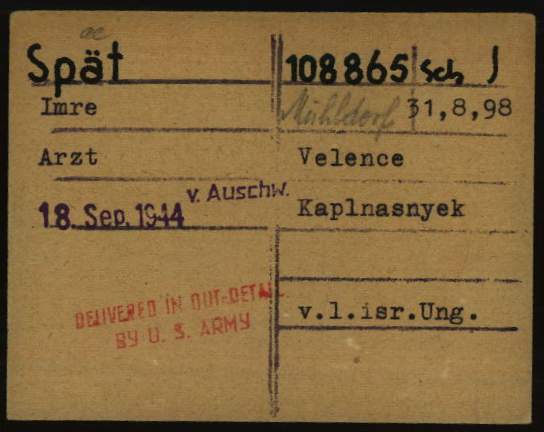 ae
Spät
Imre
Arzt
18. Sep. 1944 v. Auschw.
DELIVERED IN OUT-DETAIL
BY U. S. ARMY
108865 Sch J
Mühldorf 31,8,98
Velence
Kaplnasnyek
v.l.isr.Ung.